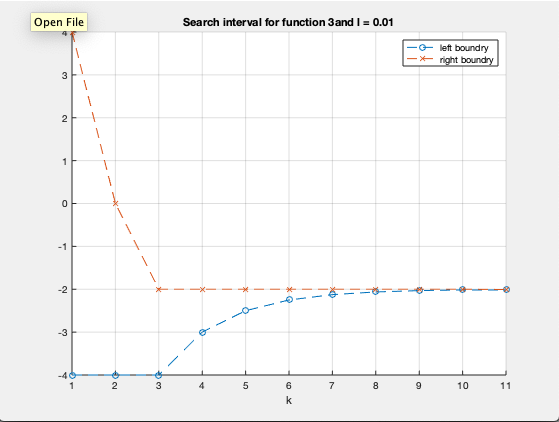 Open File
Search interval for function 3and l = 0.01
left boundry
right boundry
4
3
2
1
0
-1
-2
-3
-4
1 2 3 4 5 6 7 8 9 10 11
k